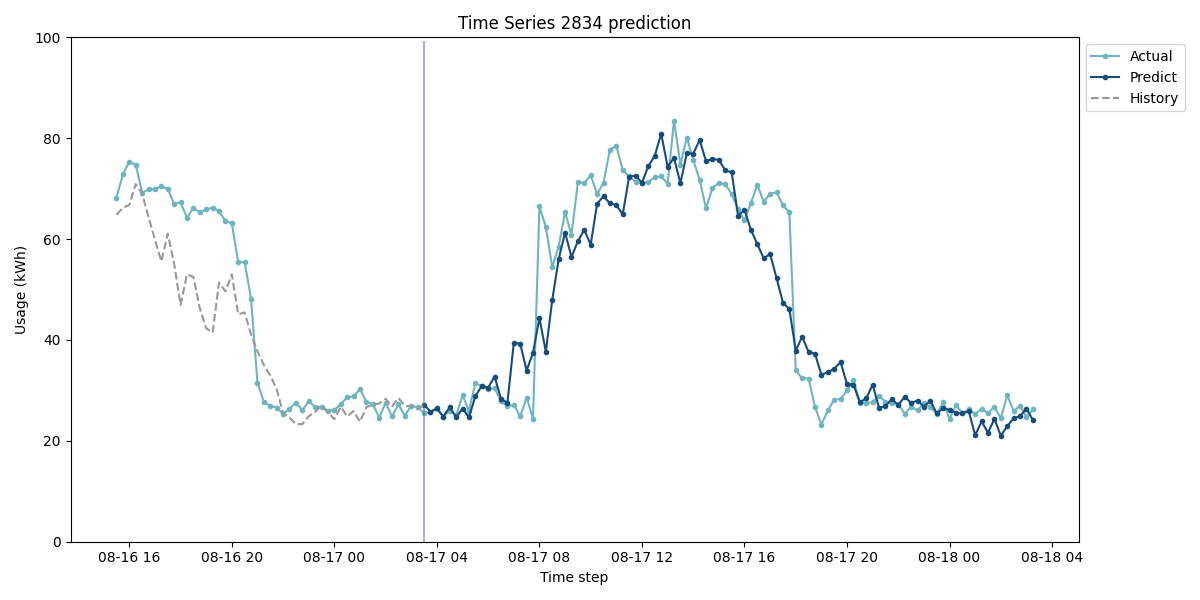 Time Series 2834 prediction
100
80
60
40
20
0
Usage (kWh)
08-16 16
08-16 20
08-17 00
08-17 04
08-17 08
08-17 12
08-17 16
08-17 20
08-18 00
08-18 04
Time step
Actual
Predict
History